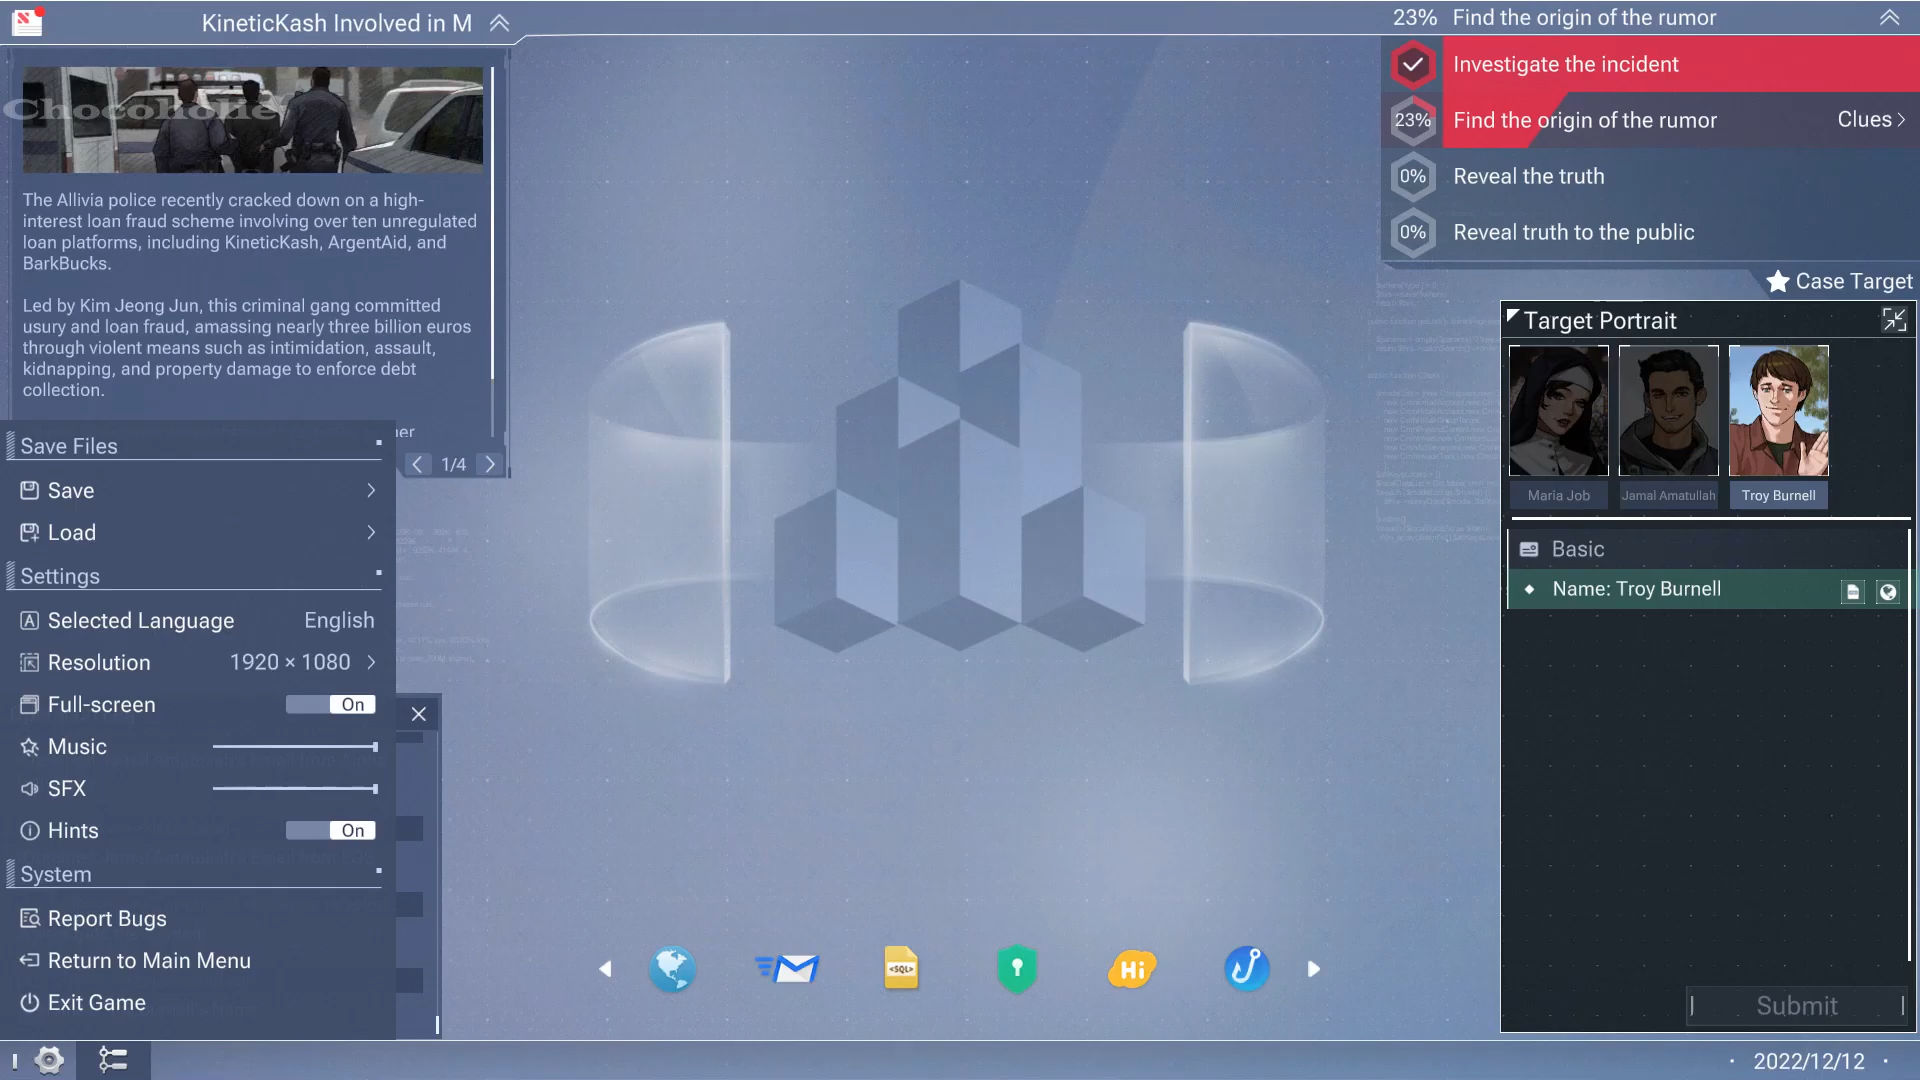 KineticKash Involved in M
Chocoholic
The Allivia police recently cracked down on a high-
interest loan fraud scheme involving over ten unregulated
loan platforms, including KineticKash, ArgentAid, and
BarkBucks.
Led by Kim Jeong Jun, this criminal gang committed
usury and loan fraud, amassing nearly three billion euros
through violent means such as intimidation, assault,
kidnapping, and property damage to enforce debt
collection.
1/4
Save Files
Save
Load
Settings
Selected Language English
Resolution 1920 × 1080
Full-screen On
Music
SFX
Hints On
System
Report Bugs
Return to Main Menu
Exit Game
<SQL>
Hi
23% Find the origin of the rumor
Investigate the incident
23% Find the origin of the rumor Clues
0% Reveal the truth
0% Reveal truth to the public
Case Target
Target Portrait
Maria Job Jamal Amatullah Troy Burnell
Basic
Name: Troy Burnell
Submit
2022/12/12